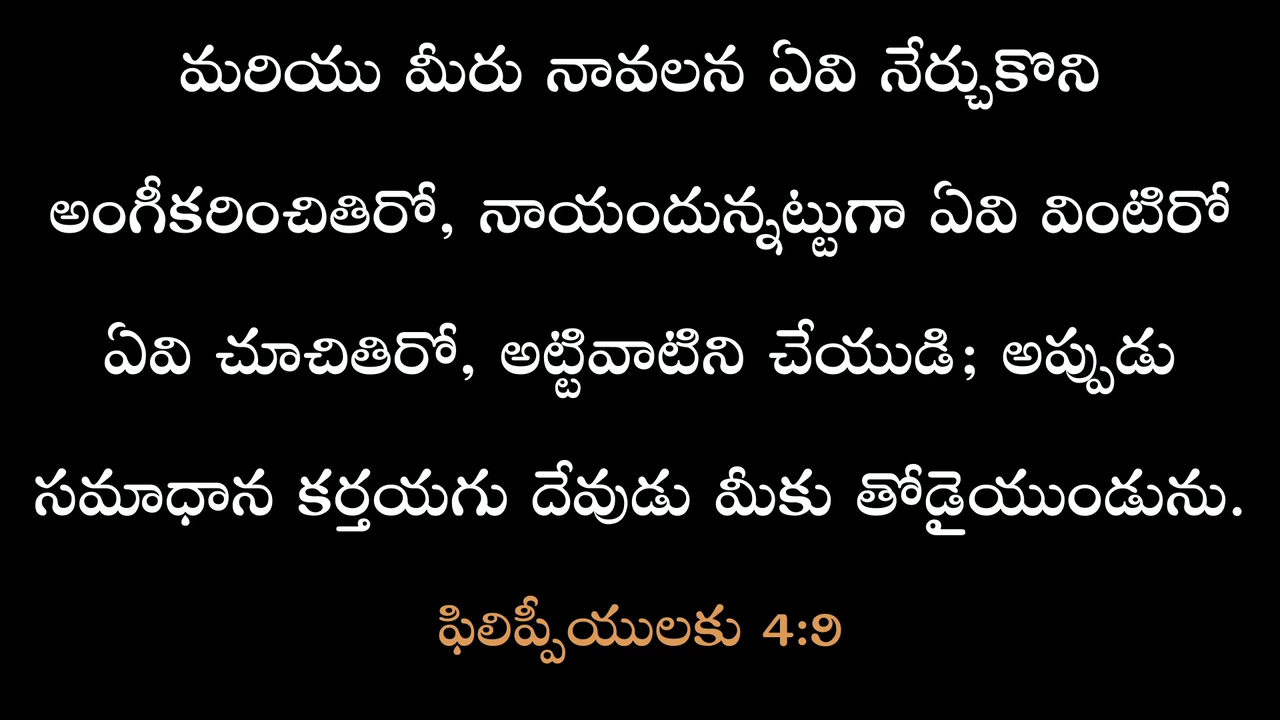 మరియు మీరు నావలన ఏవి నేర్చుకొని
అంగీకరించితిరో, నాయందున్నట్టుగా ఏవి వింటిరో
ఏవి చూచితిరో, అట్టివాటిని చేయుడి; అప్పుడు
సమాధాన కర్తయగు దేవుడు మీకు తోడైయుండును.
ఫిలిప్పీయులకు 4:9